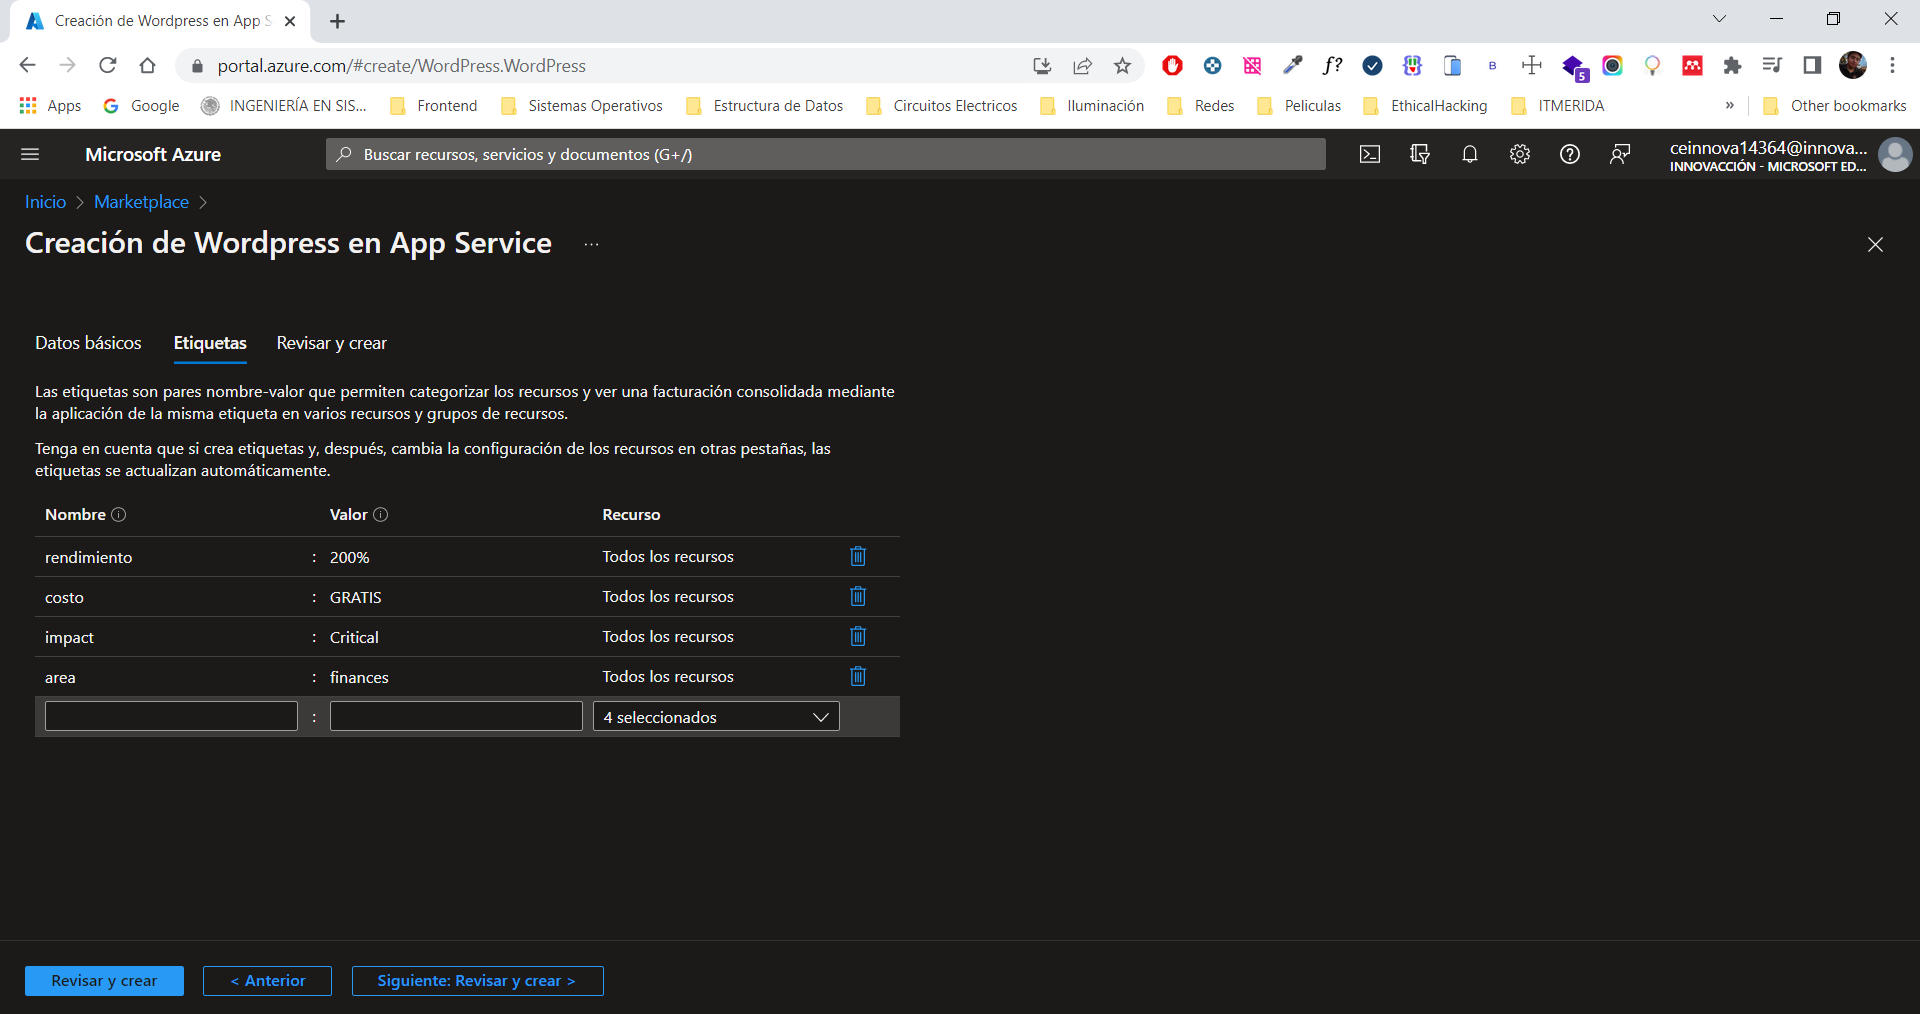 Creación de Wordpress en App S
portal.azure.com/#create/WordPress.WordPress
f?
B
5
Apps
Google
INGENIERÍA EN SIS...
Frontend
Sistemas Operativos
Estructura de Datos
Circuitos Electricos
Iluminación
Redes
Peliculas
EthicalHacking
ITMERIDA
»
Other bookmarks
Microsoft Azure
Buscar recursos, servicios y documentos (G+/)
ceinnova14364@innova...
INNOVACCIÓN - MICROSOFT ED...
Inicio > Marketplace >
Creación de Wordpress en App Service ...
Datos básicos
Etiquetas
Revisar y crear
Las etiquetas son pares nombre-valor que permiten categorizar los recursos y ver una facturación consolidada mediante
la aplicación de la misma etiqueta en varios recursos y grupos de recursos.
Tenga en cuenta que si crea etiquetas y, después, cambia la configuración de los recursos en otras pestañas, las
etiquetas se actualizan automáticamente.
Nombre Valor Recurso
rendimiento : 200% Todos los recursos
costo : GRATIS Todos los recursos
impact : Critical Todos los recursos
area : finances Todos los recursos
: 4 seleccionados
Revisar y crear
< Anterior
Siguiente: Revisar y crear >